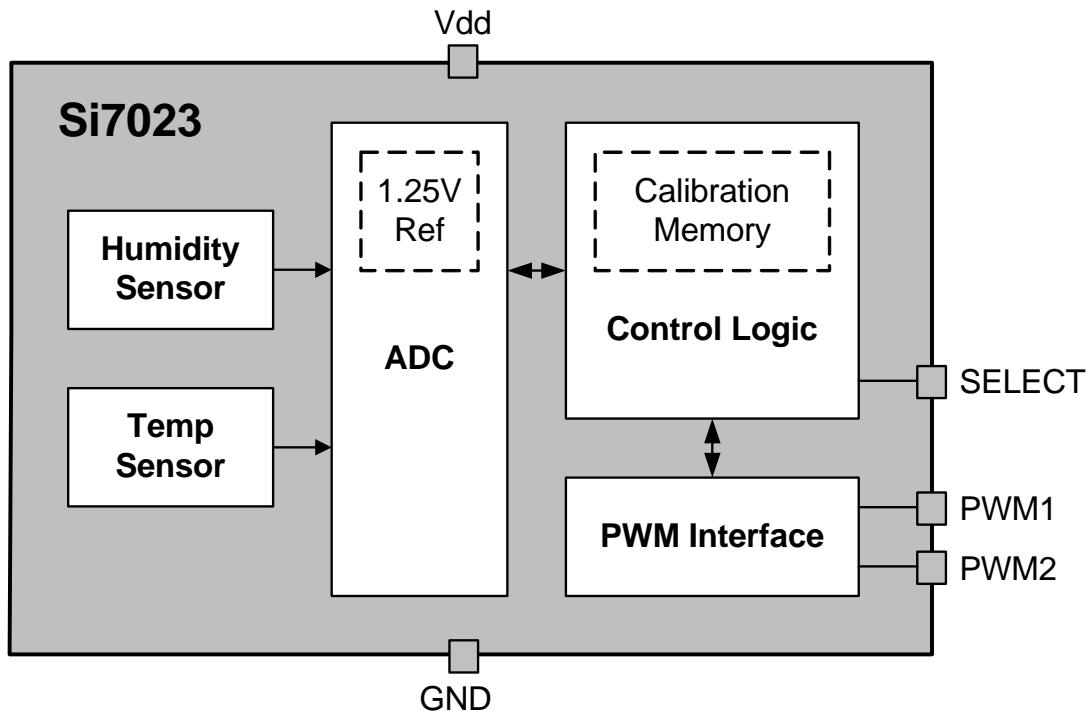 Vdd
Si7023
1.25V
Ref
Calibration
Memory
Humidity
Sensor
ADC
Control Logic
SELECT
Temp
Sensor
PWM Interface
PWM1
PWM2
GND